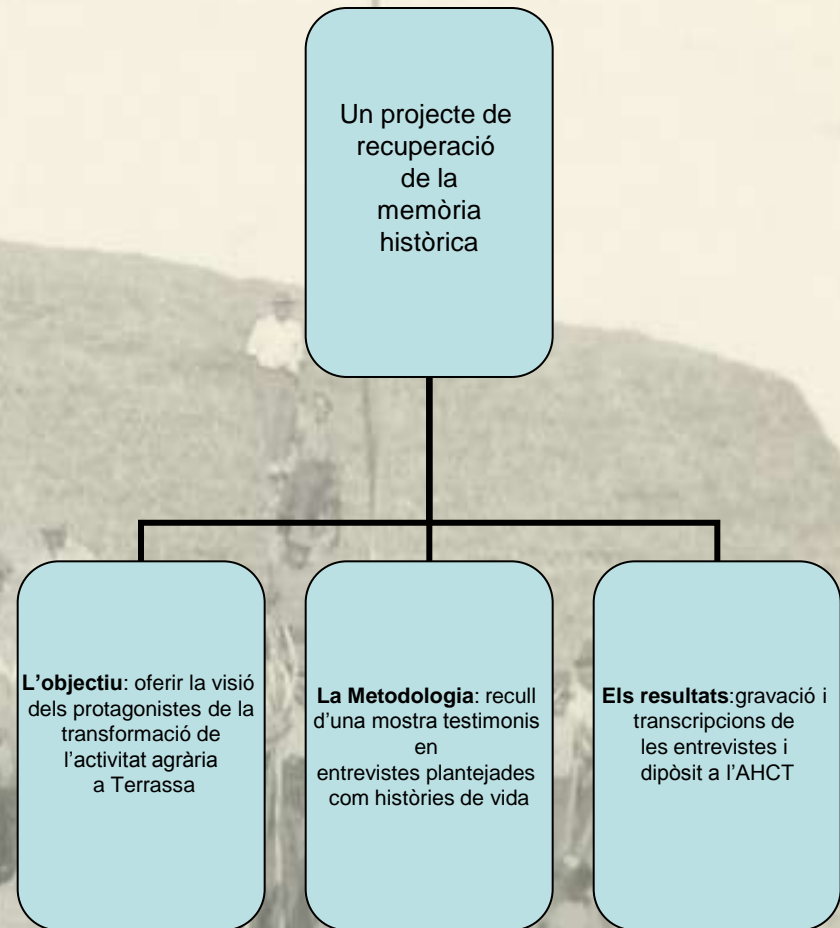 Un projecte de
recuperació
de la
memòria
històrica
L'objectiu: oferir la visió
dels protagonistes de la
transformació de
l'activitat agrària
a Terrassa
La Metodologia: recull
d'una mostra testimonis
en
entrevistes plantejades
com històries de vida
Els resultats:gravació i
transcripcions de
les entrevistes i
dipòsit a l'AHCT